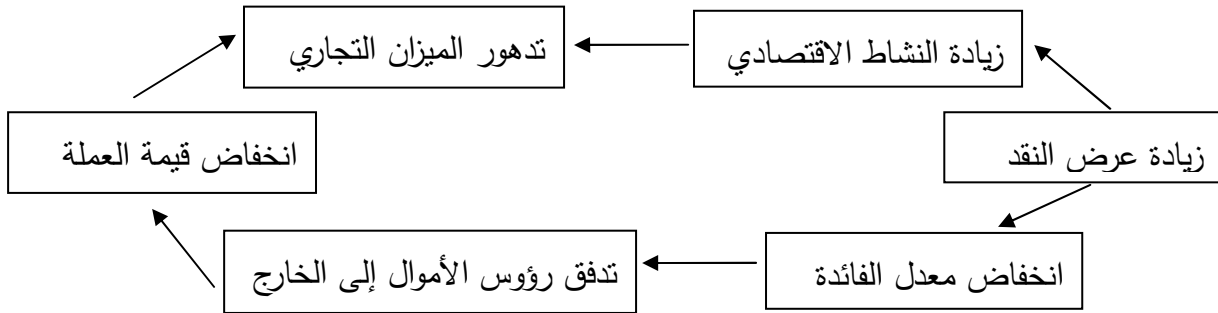 زيادة النشاط الاقتصادي
تدهور الميزان التجاري
زيادة عرض النقد
انخفاض قيمة العملة
انخفاض معدل الفائدة
تدفق رؤوس الأموال إلى الخارج